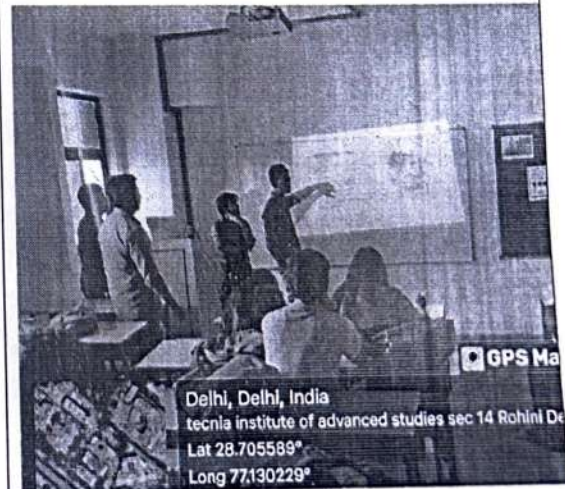 GPS Ma
Delhi, Delhi, India
tecnia institute of advanced studies sec 14 Rohini De
Lat 28.705589°
Long 77.130229°